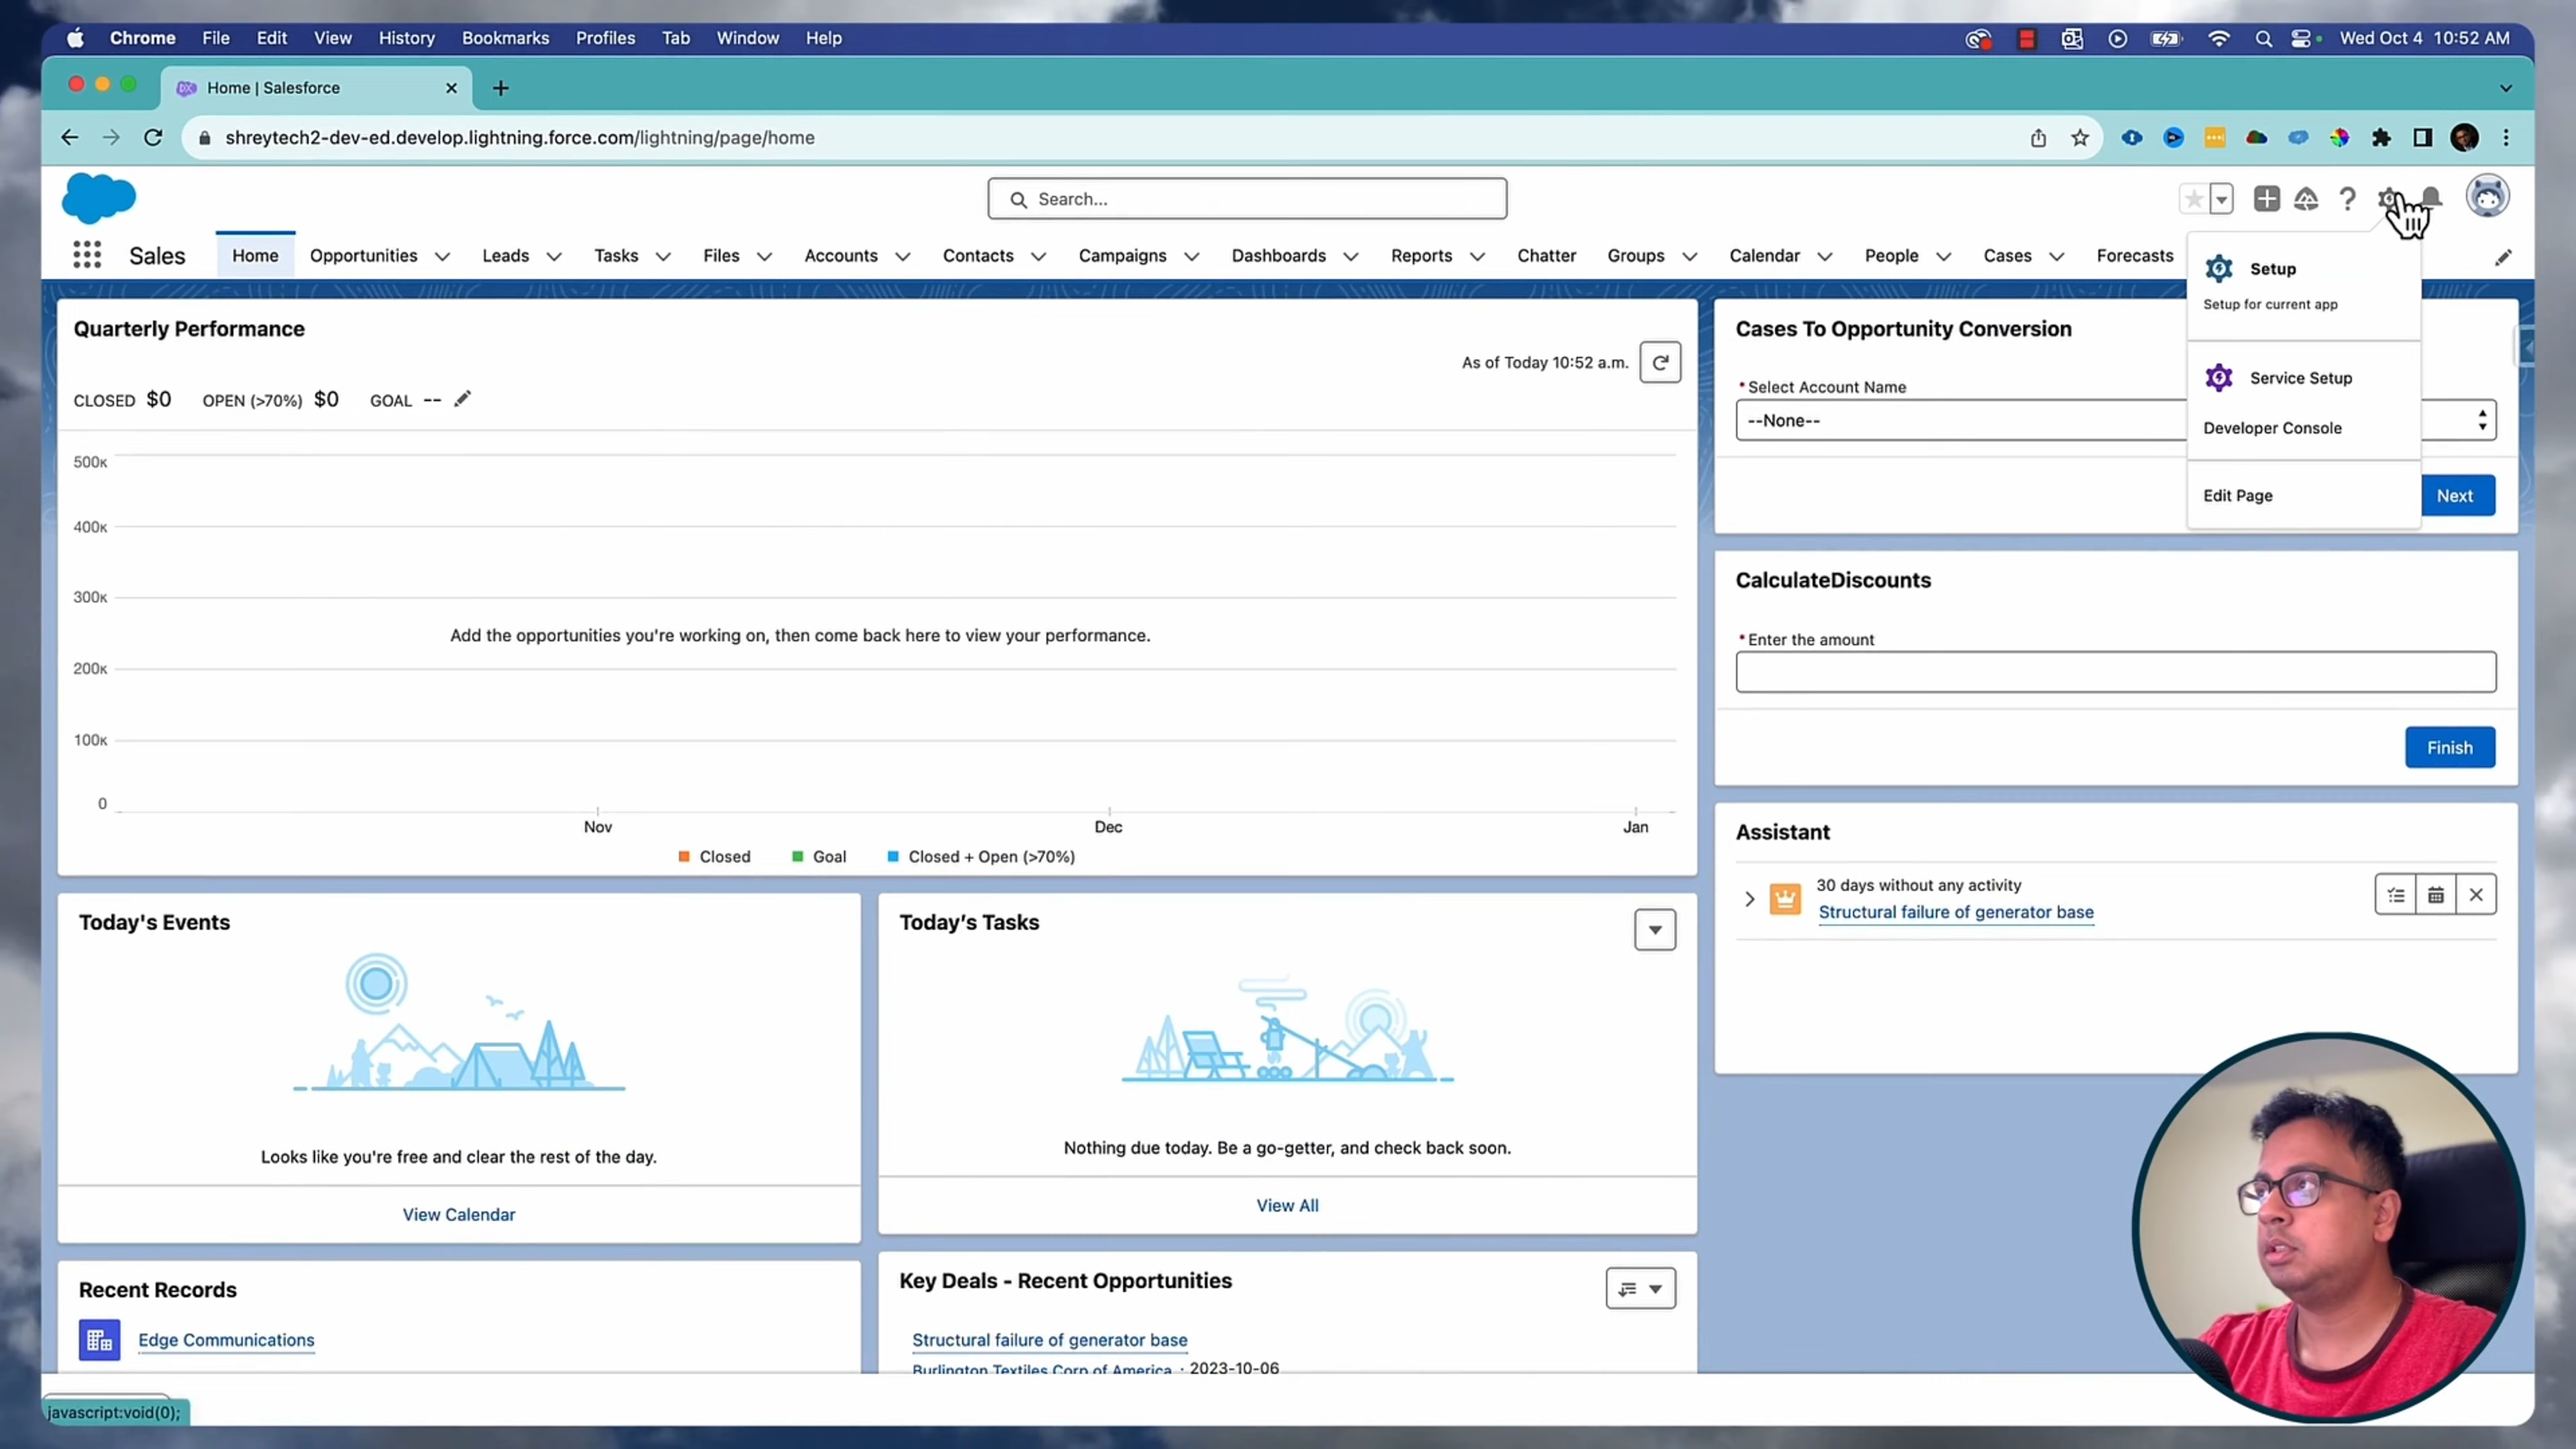 Chrome File Edit View History Bookmarks Profiles Tab Window Help Wed Oct 4 10:52 AM
Home | Salesforce
shreytech2-dev-ed.develop.lightning.force.com/lightning/page/home
Search...
Sales Home Opportunities Leads Tasks Files Accounts Contacts Campaigns Dashboards Reports Chatter Groups Calendar People Cases Forecasts
Setup
Setup for current app
Service Setup
Developer Console
Edit Page
Quarterly Performance
As of Today 10:52 a.m.
CLOSED $0 OPEN (>70%) $0 GOAL --
500K
400K
300K
Add the opportunities you're working on, then come back here to view your performance.
200K
100K
0
Nov Dec Jan
Closed Goal Closed + Open (>70%)
Cases To Opportunity Conversion
*Select Account Name
--None--
Next
CalculateDiscounts
*Enter the amount
Finish
Assistant
30 days without any activity
Structural failure of generator base
Today's Events
Looks like you're free and clear the rest of the day.
View Calendar
Today's Tasks
Nothing due today. Be a go-getter, and check back soon.
View All
Recent Records
Edge Communications
Key Deals - Recent Opportunities
Structural failure of generator base
Burlington Textiles Corp of America · 2023-10-06
javascript:void(0);